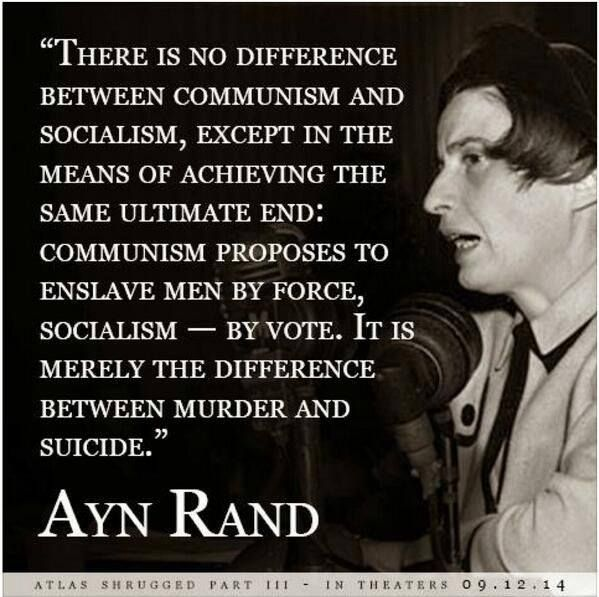 “THERE IS NO DIFFERENCE
BETWEEN COMMUNISM AND
SOCIALISM, EXCEPT IN THE
MEANS OF ACHIEVING THE
SAME ULTIMATE END:
COMMUNISM PROPOSES TO
ENSLAVE MEN BY FORCE,
SOCIALISM — BY VOTE. IT IS
MERELY THE DIFFERENCE
BETWEEN MURDER AND
SUICIDE.”
AYN RAND
ATLAS SHRUGGED PART III - IN THEATERS 09.12.14